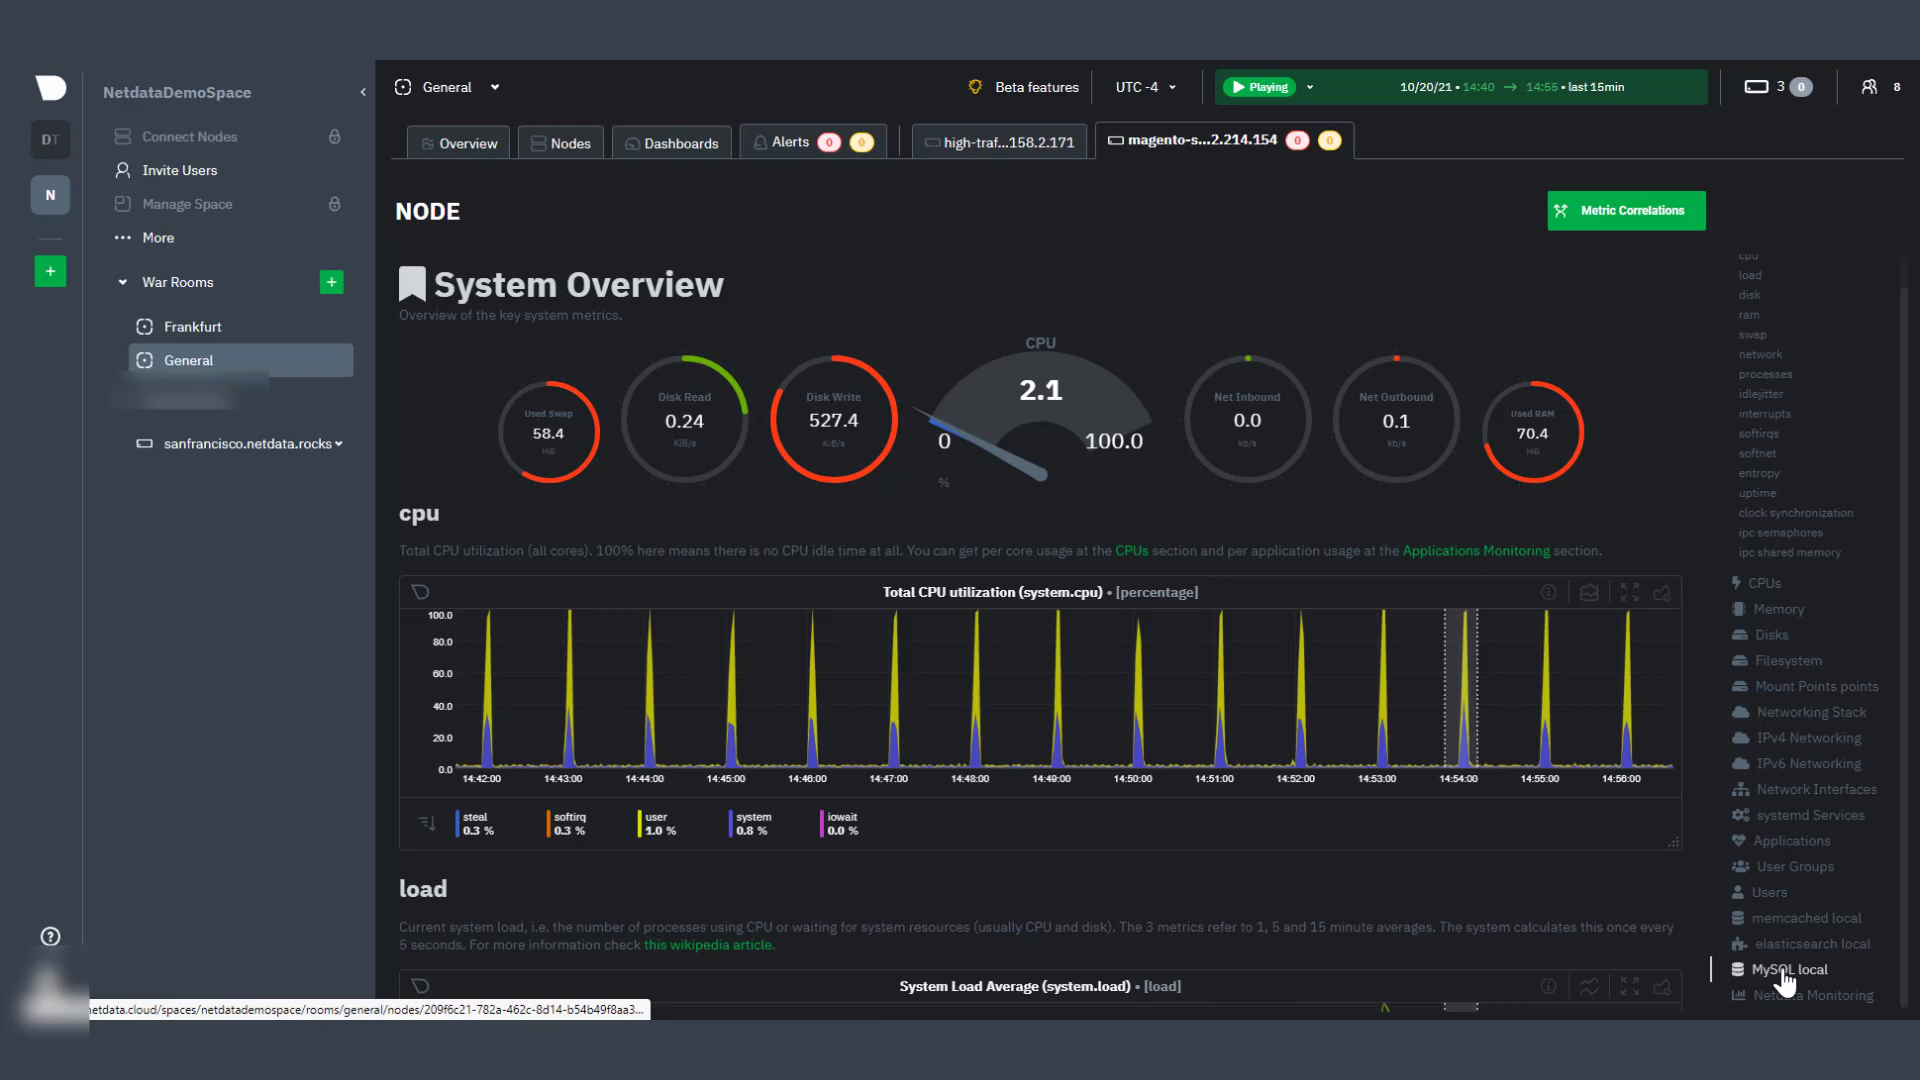 NetdataDemoSpace
DT
N
+
Connect Nodes
Invite Users
Manage Space
More
War Rooms +
Frankfurt
General
sanfrancisco.netdata.rocks
General
Beta features
UTC -4
Playing
10/20/21 • 14:40 → 14:55 • last 15min
3 0
8
Overview
Nodes
Dashboards
Alerts 0 0
high-traf...158.2.171
magento-s...2.214.154 0 0
NODE
Metric Correlations
System Overview
Overview of the key system metrics.
Used Swap
58.4
MiB
Disk Read
0.24
KiB/s
Disk Write
527.4
KiB/s
CPU
2.1
0
100.0
%
Net Inbound
0.0
kb/s
Net Outbound
0.1
kb/s
Used RAM
70.4
MiB
cpu
Total CPU utilization (all cores). 100% here means there is no CPU idle time at all. You can get per core usage at the CPUs section and per application usage at the Applications Monitoring section.
Total CPU utilization (system.cpu) • [percentage]
100.0
80.0
60.0
40.0
20.0
0.0
14:42:00 14:43:00 14:44:00 14:45:00 14:46:00 14:47:00 14:48:00 14:49:00 14:50:00 14:51:00 14:52:00 14:53:00 14:54:00 14:55:00 14:56:00
steal softirq user system iowait
0.3 % 0.3 % 1.0 % 0.8 % 0.0 %
load
Current system load, i.e. the number of processes using CPU or waiting for system resources (usually CPU and disk). The 3 metrics refer to 1, 5 and 15 minute averages. The system calculates this once every
5 seconds. For more information check this wikipedia article.
System Load Average (system.load) • [load]
cpu
load
disk
ram
swap
network
processes
idlejitter
interrupts
softirqs
softnet
entropy
uptime
clock synchronization
ipc semaphores
ipc shared memory
CPUs
Memory
Disks
Filesystem
Mount Points points
Networking Stack
IPv4 Networking
IPv6 Networking
Network Interfaces
systemd Services
Applications
User Groups
Users
memcached local
elasticsearch local
MySQL local
Netdata Monitoring
?
netdata.cloud/spaces/netdatademospace/rooms/general/nodes/209f6c21-782a-462c-8d14-b54b49f8aa3...